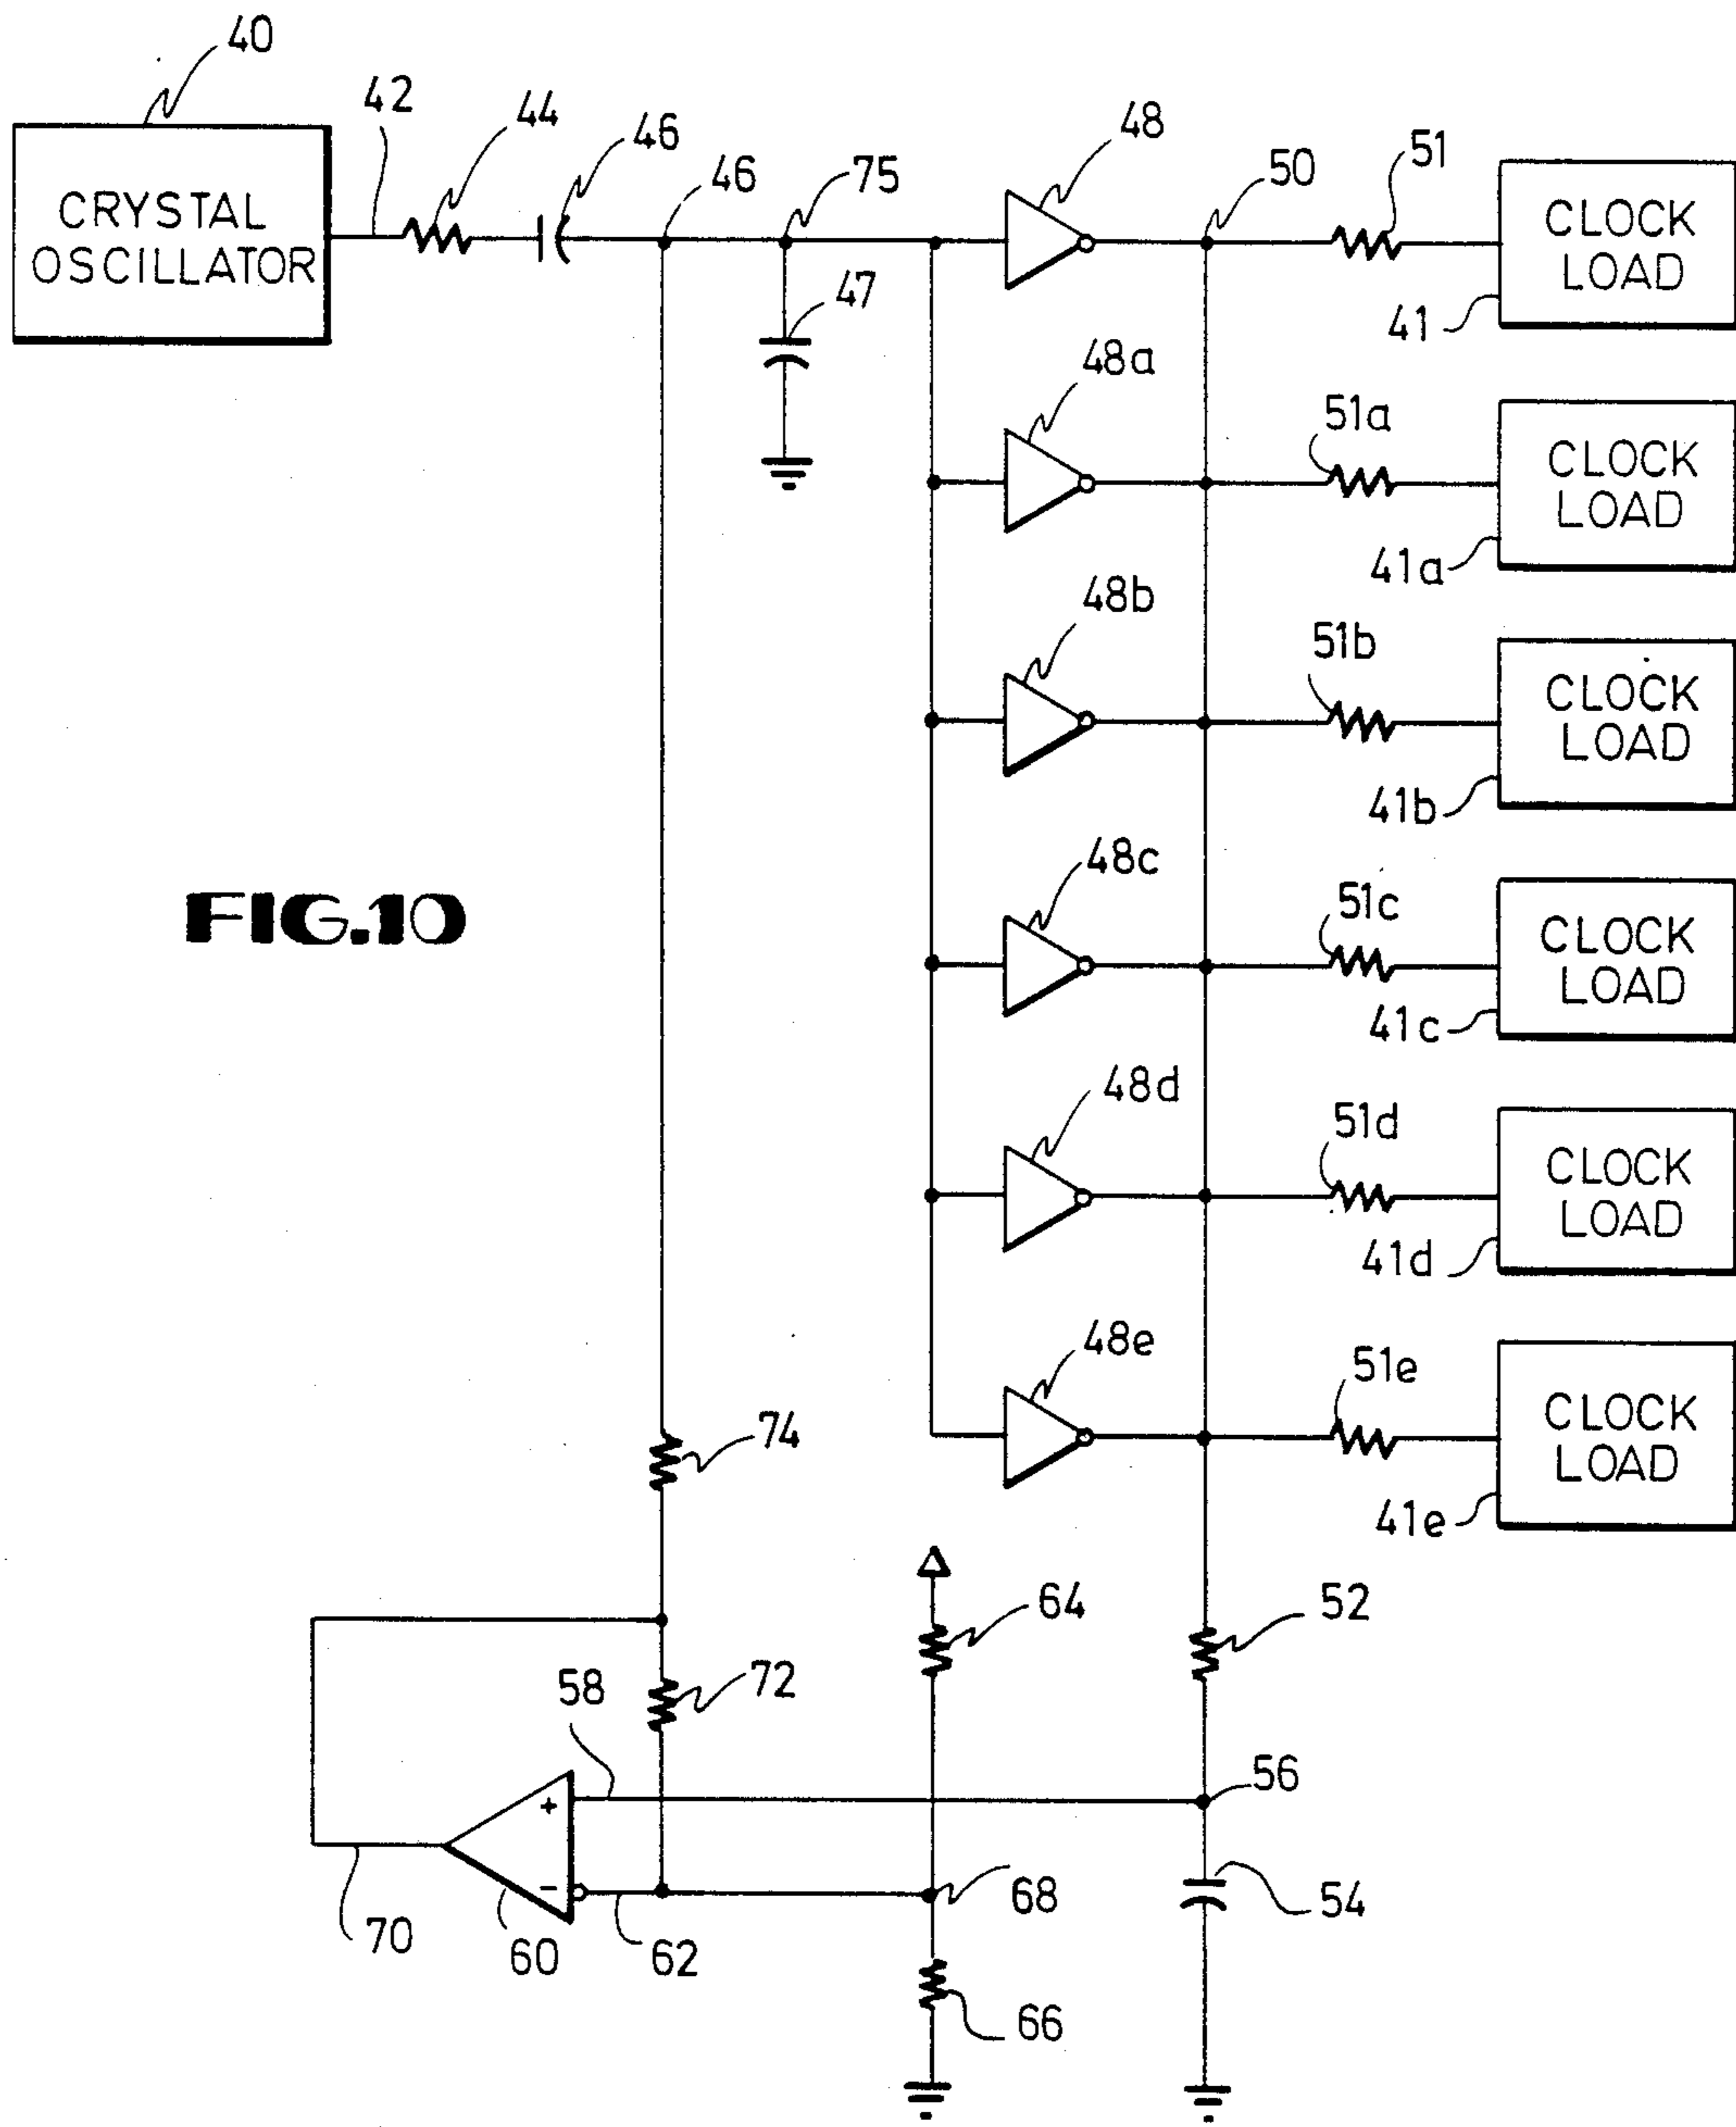 40
42
44
46
46
75
48
50
51
CRYSTAL
OSCILLATOR
CLOCK
LOAD
41
47
48a
51a
CLOCK
LOAD
41a
48b
51b
CLOCK
LOAD
41b
FIG.10
48c
51c
CLOCK
LOAD
41c
48d
51d
CLOCK
LOAD
41d
48e
51e
CLOCK
LOAD
41e
74
64
52
72
58
56
+
-
68
54
70
60
62
66